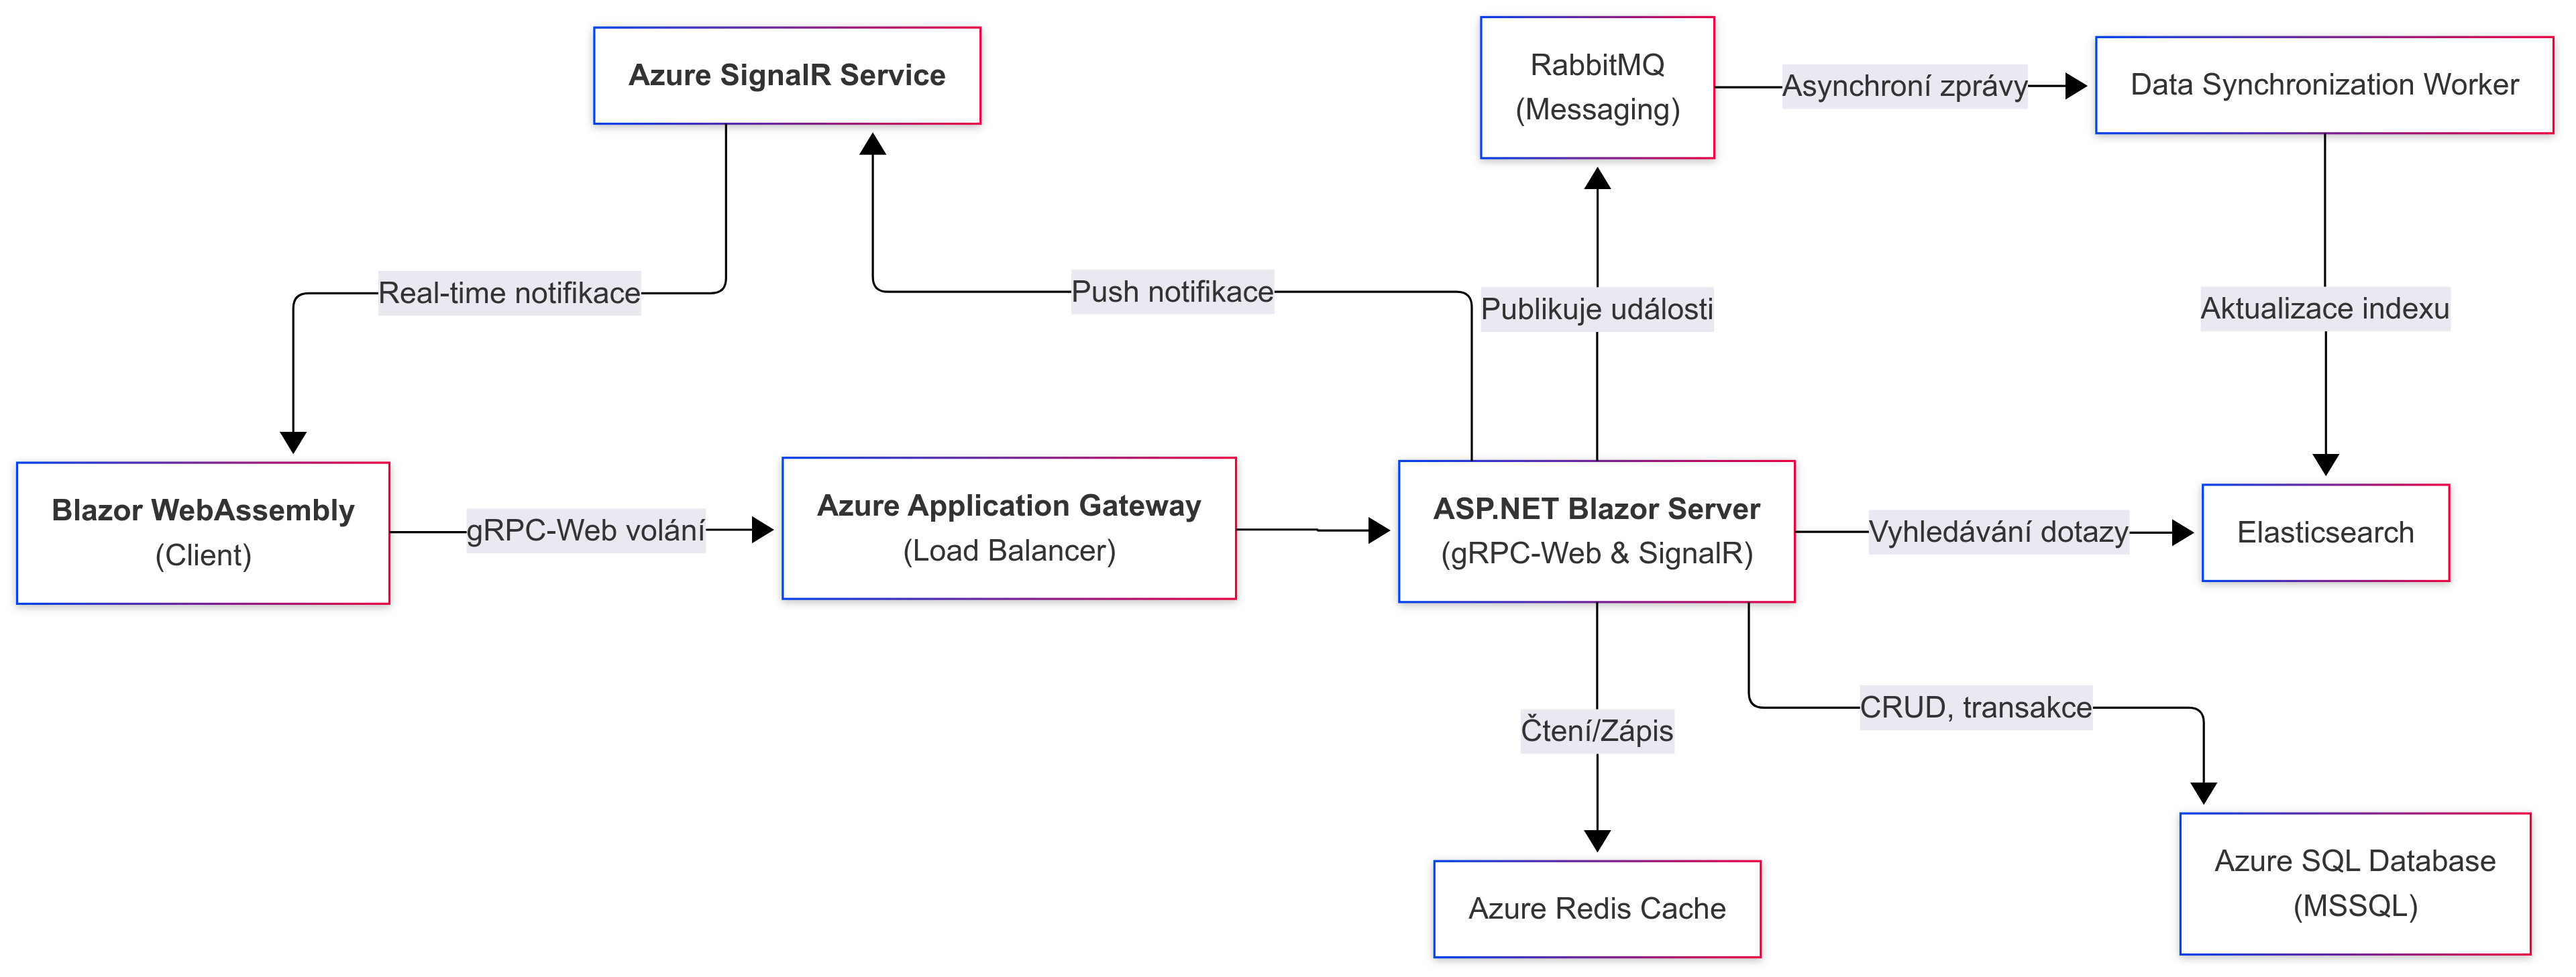 Azure SignalR Service
RabbitMQ
(Messaging)
Asynchroní zprávy
Data Synchronization Worker
Real-time notifikace
Push notifikace
Publikuje události
Aktualizace indexu
Blazor WebAssembly
(Client)
gRPC-Web volání
Azure Application Gateway
(Load Balancer)
ASP.NET Blazor Server
(gRPC-Web & SignalR)
Vyhledávání dotazy
Elasticsearch
Čtení/Zápis
CRUD, transakce
Azure Redis Cache
Azure SQL Database
(MSSQL)